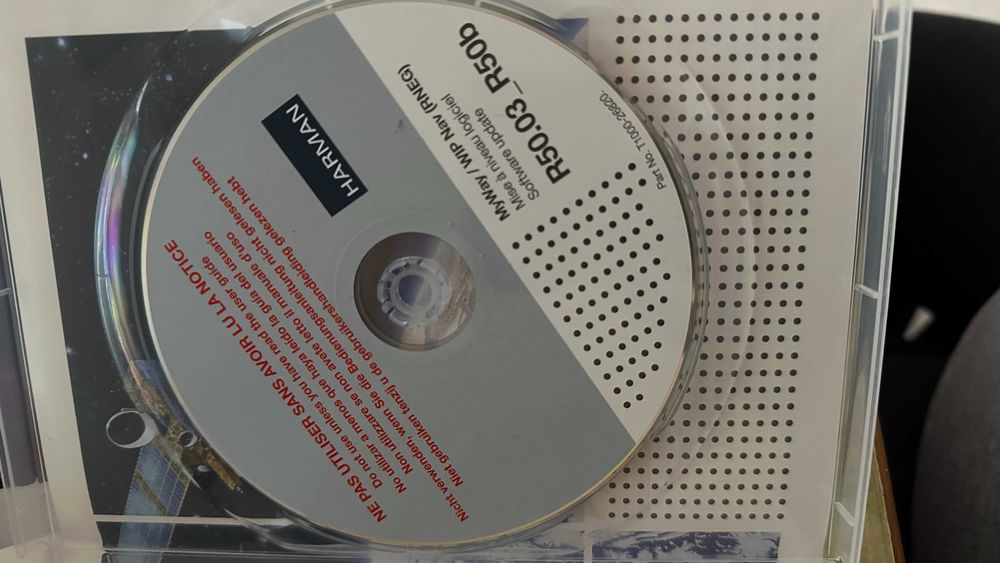 MyWay / WIP Nav (RNEG)
Mise à niveau logiciel
Software update
R50.03_R50b
Part No. T1000-26820.
HARMAN
NE PAS UTILISER SANS AVOIR LU LA NOTICE
Do not use unless you have read the user guide
No utilizar a menos que haya leído la guía del usuario
Non utilizzare se non avete letto il manuale d'uso
Nicht verwenden, wenn Sie die Bedienungsanleitung nicht gelesen haben
Niet gebruiken tenzij u de gebruikershandleiding gelezen hebt